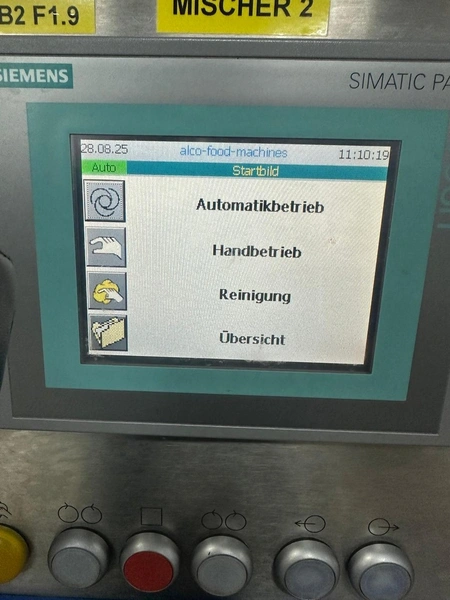 B2 F1.9
MISCHER 2
SIEMENS
SIMATIC PA
28.08.25 alco-food-machines 11:10:19
Auto Startbild
Automatikbetrieb
Handbetrieb
Reinigung
Übersicht